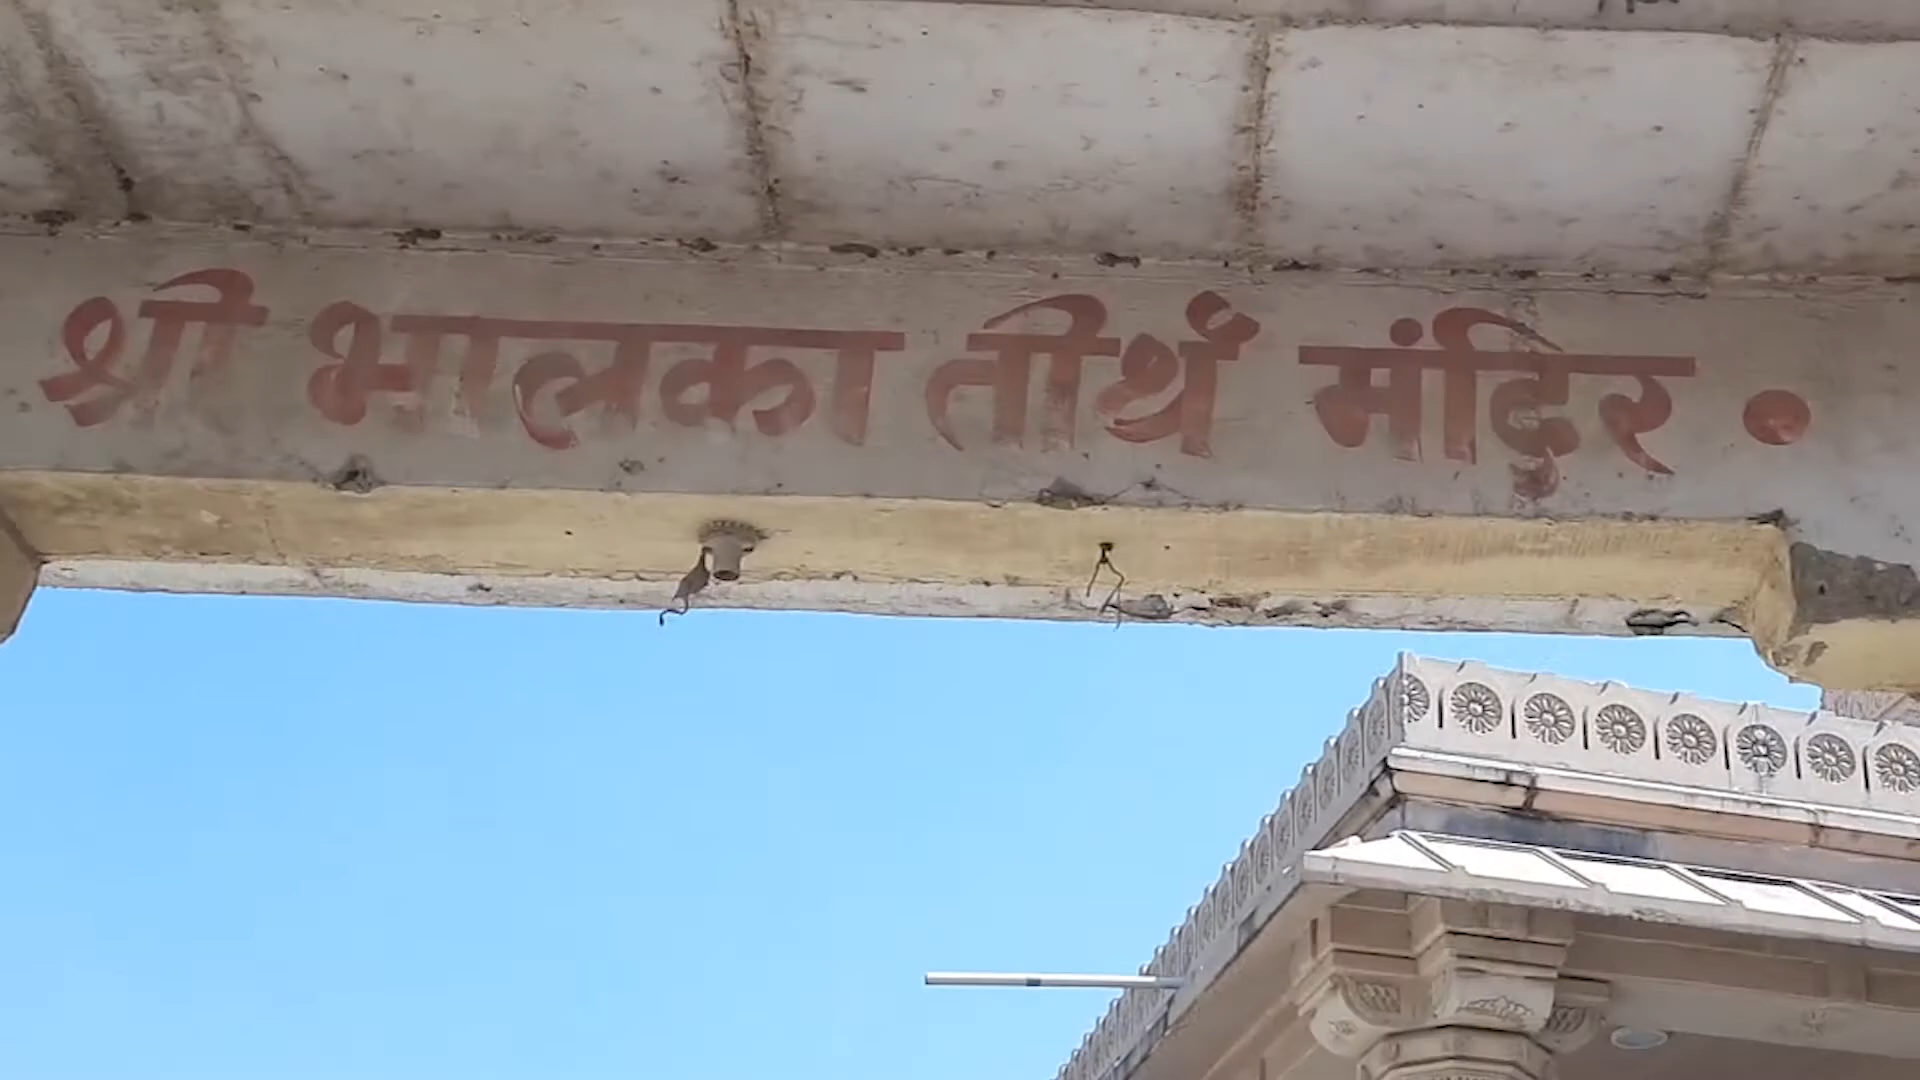 श्री भालका तीर्थ मंदिर •